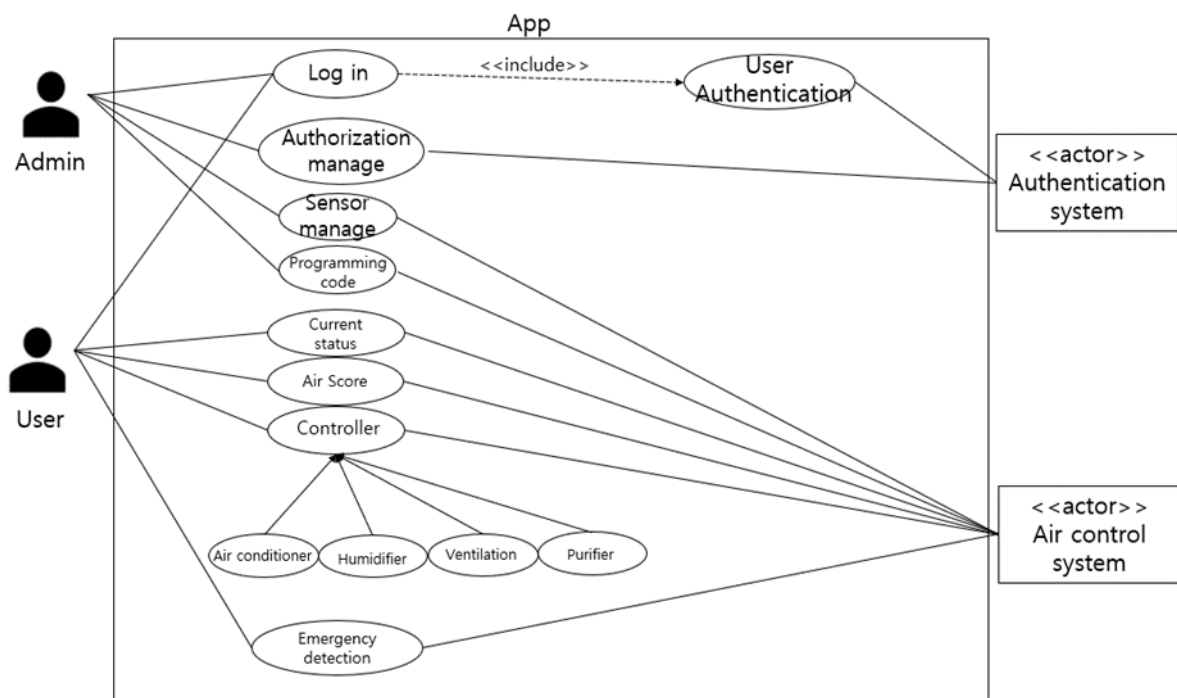 App
Log in
<<include>>
User
Authentication
Admin
Authorization
manage
<<actor>>
Authentication
system
Sensor
manage
Programming
code
Current
status
User
Air Score
Controller
Air conditioner
Humidifier
Ventilation
Purifier
<<actor>>
Air control
system
Emergency
detection